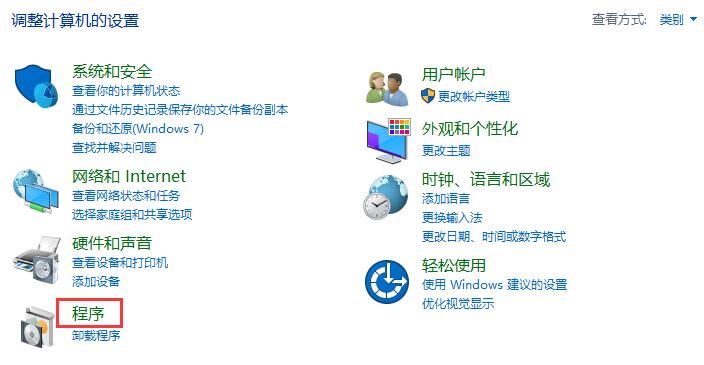 调整计算机的设置
查看方式: 类别
系统和安全
查看你的计算机状态
通过文件历史记录保存你的文件备份副本
备份和还原(Windows 7)
查找并解决问题
网络和 Internet
查看网络状态和任务
选择家庭组和共享选项
硬件和声音
查看设备和打印机
添加设备
程序
卸载程序
用户帐户
更改帐户类型
外观和个性化
更改主题
时钟、语言和区域
添加语言
更换输入法
更改日期、时间或数字格式
轻松使用
使用 Windows 建议的设置
优化视觉显示